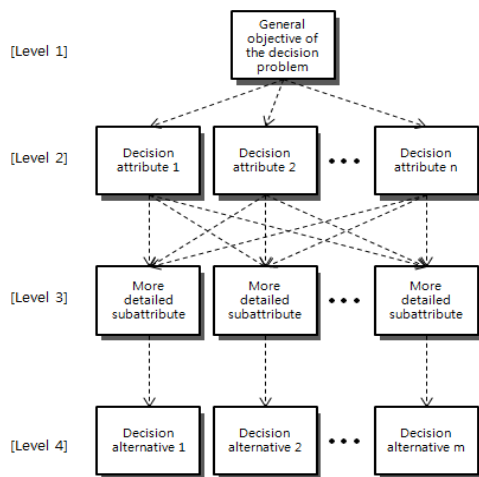 [Level 1]
General
objective of
the decision
problem
[Level 2]
Decision
attribute 1
Decision
attribute 2
Decision
attribute n
[Level 3]
More
detailed
subattribute
More
detailed
subattribute
More
detailed
subattribute
[Level 4]
Decision
alternative 1
Decision
alternative 2
Decision
alternative m